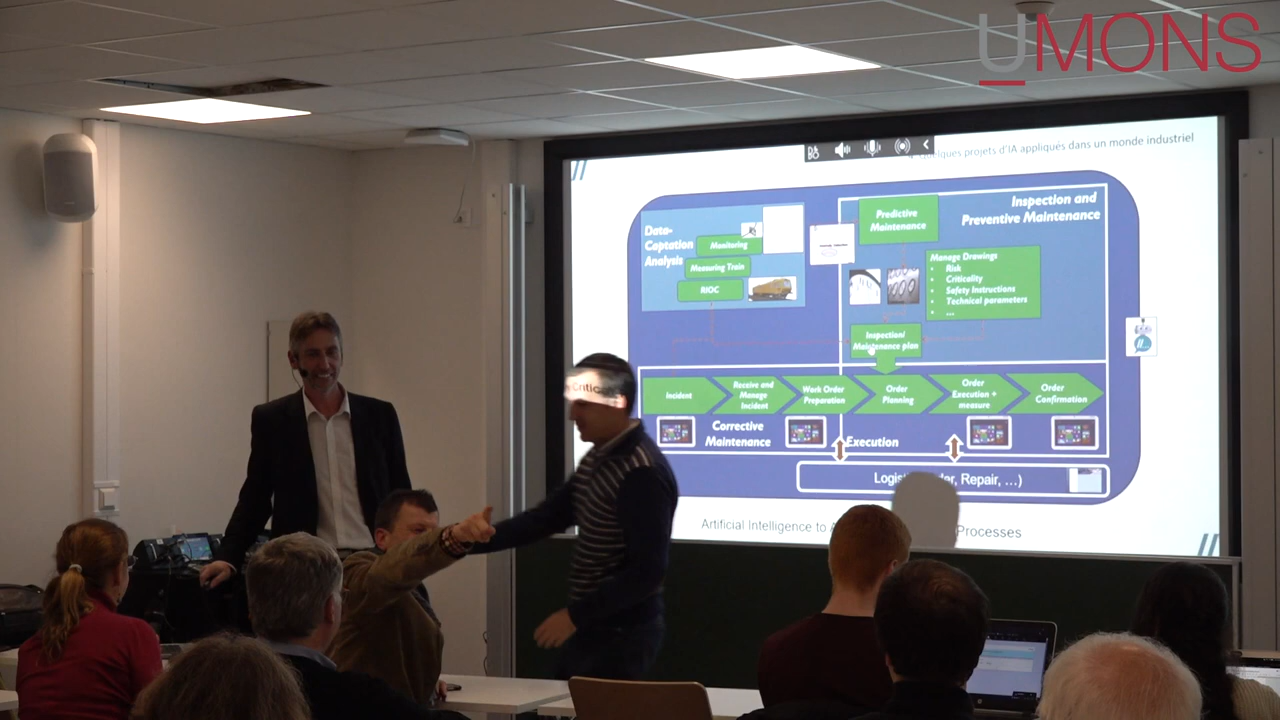 UMONS
Quelques projets d'IA appliqués dans un monde industriel
Inspection and
Preventive Maintenance
Predictive
Maintenance
Data-
Captation
Analysis
Monitoring
Measuring Train
RIOC
Manage Drawings
• Risk
• Criticality
• Safety Instructions
• Technical parameters
• ...
Inspection/
Maintenance plan
Incident
Receive and
Manage
Incident
Work Order
Preparation
Order
Planning
Order
Execution +
measure
Order
Confirmation
Corrective
Maintenance
Execution
Repair, ...)
Artificial Intelligence to
Processes